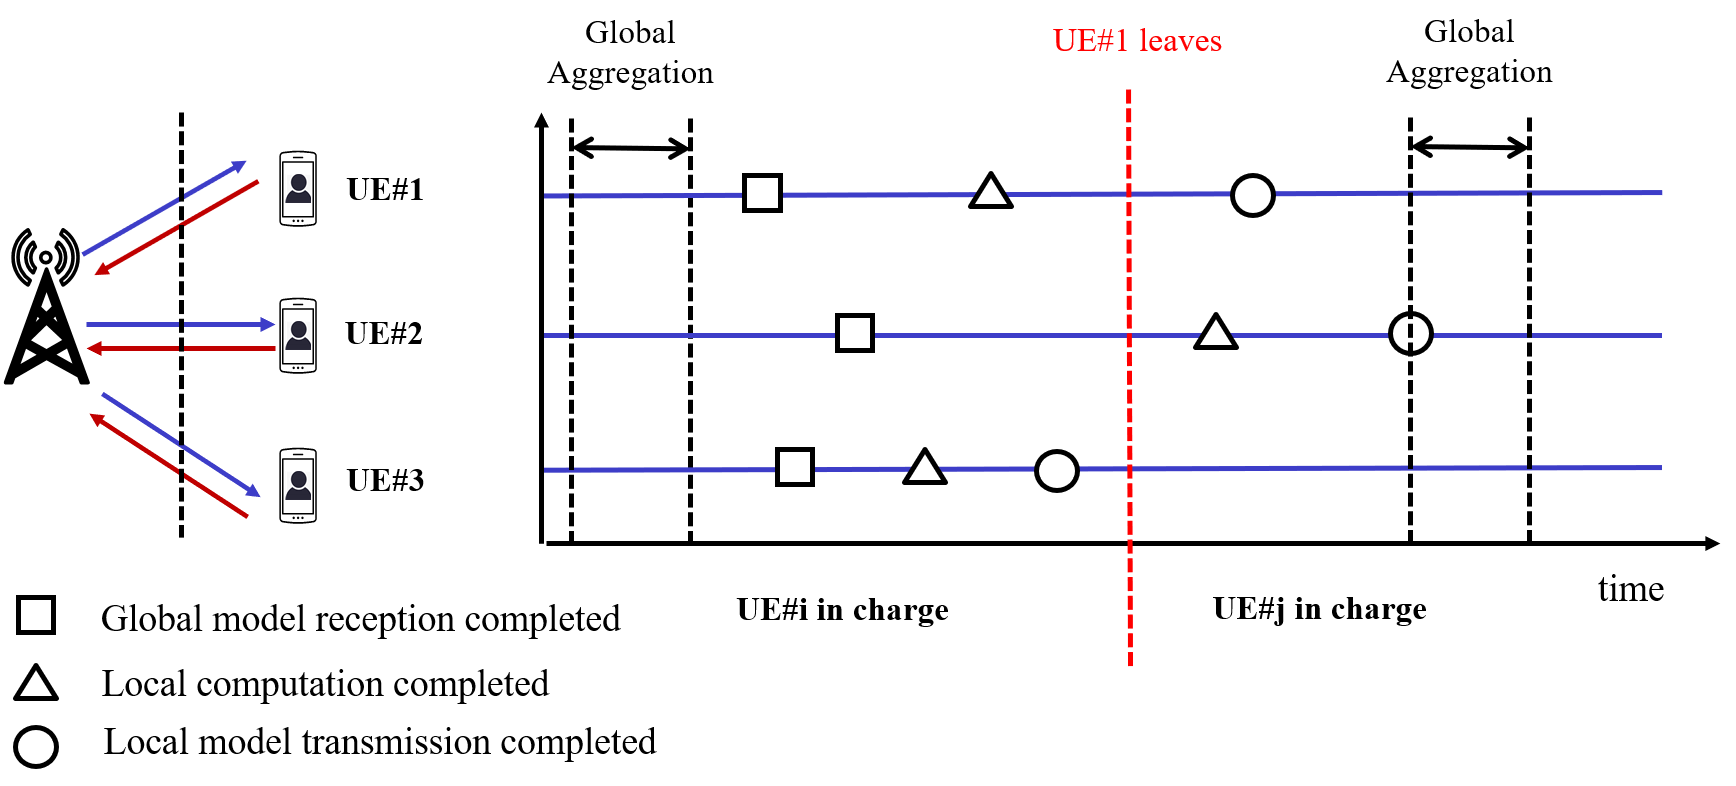 Global
Aggregation
UE#1 leaves
Global
Aggregation
UE#1
UE#2
UE#3
time
UE#i in charge
UE#j in charge
Global model reception completed
Local computation completed
Local model transmission completed